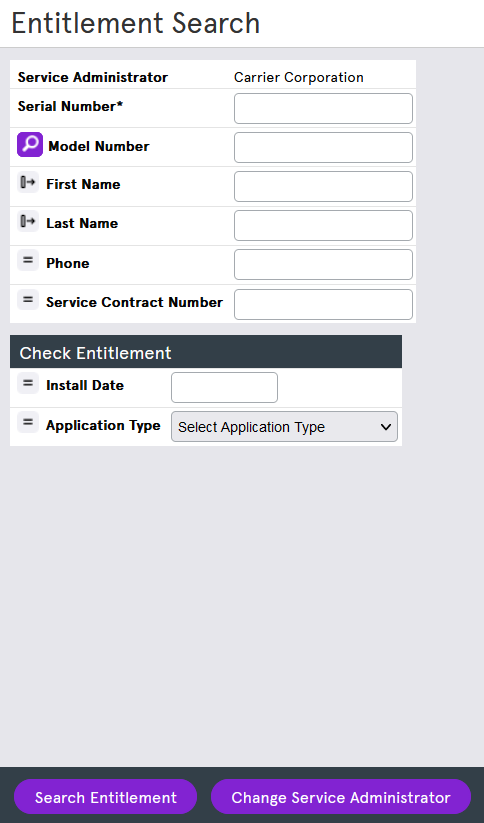 Entitlement Search
Service Administrator Carrier Corporation
Serial Number*
Model Number
First Name
Last Name
Phone
Service Contract Number
Check Entitlement
Install Date
Application Type Select Application Type
Search Entitlement Change Service Administrator